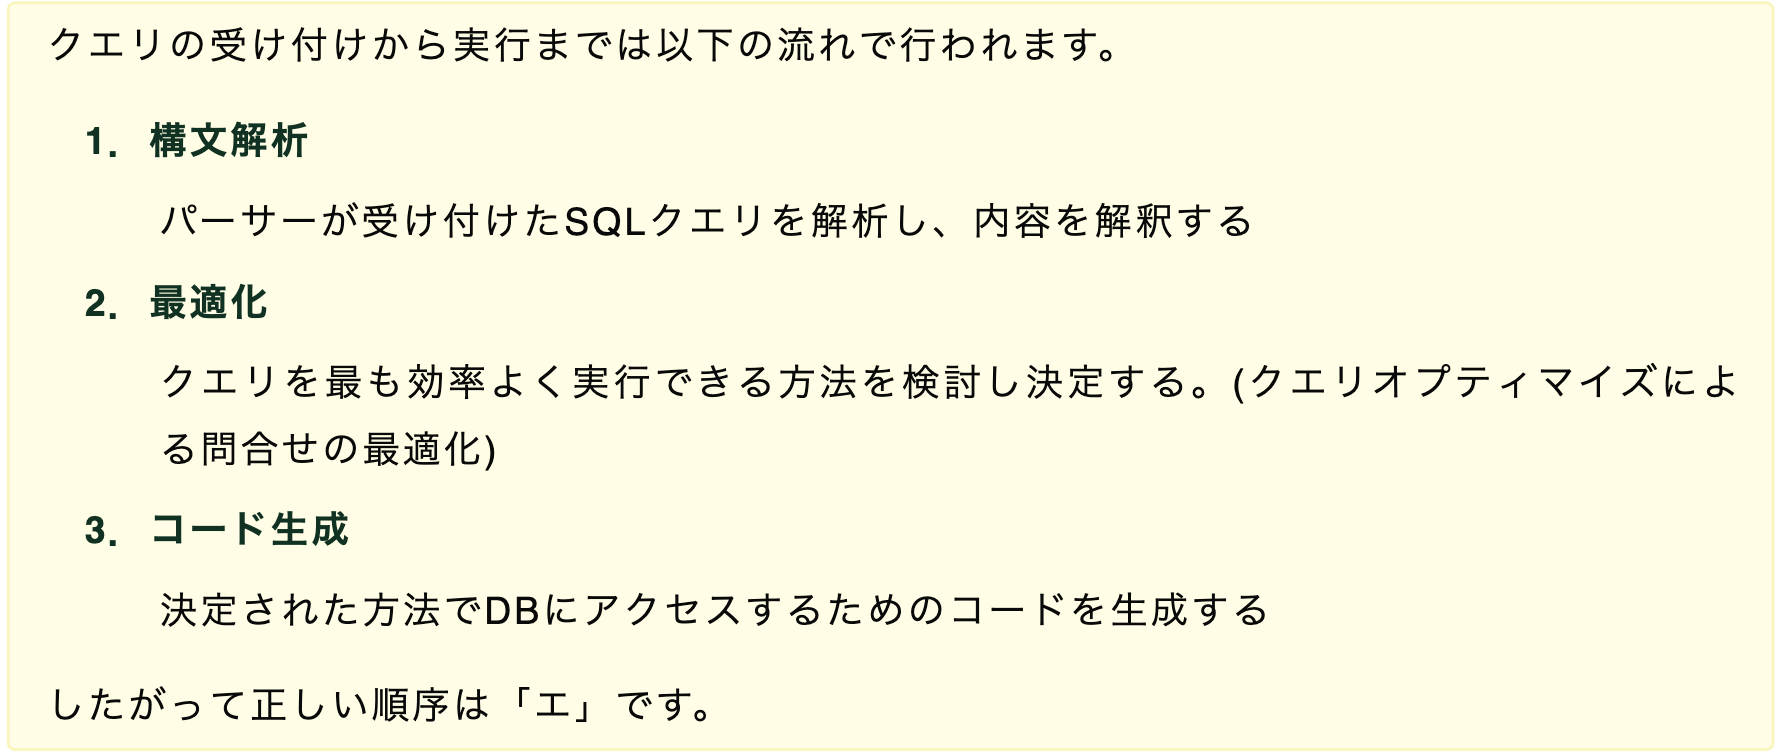 クエリの受け付けから実行までは以下の流れで行われます。
1. 構文解析
パーサーが受け付けたSQLクエリを解析し、内容を解釈する
2. 最適化
クエリを最も効率よく実行できる方法を検討し決定する。(クエリオプティマイズによ
る問合せの最適化)
3. コード生成
決定された方法でDBにアクセスするためのコードを生成する
したがって正しい順序は「エ」です。